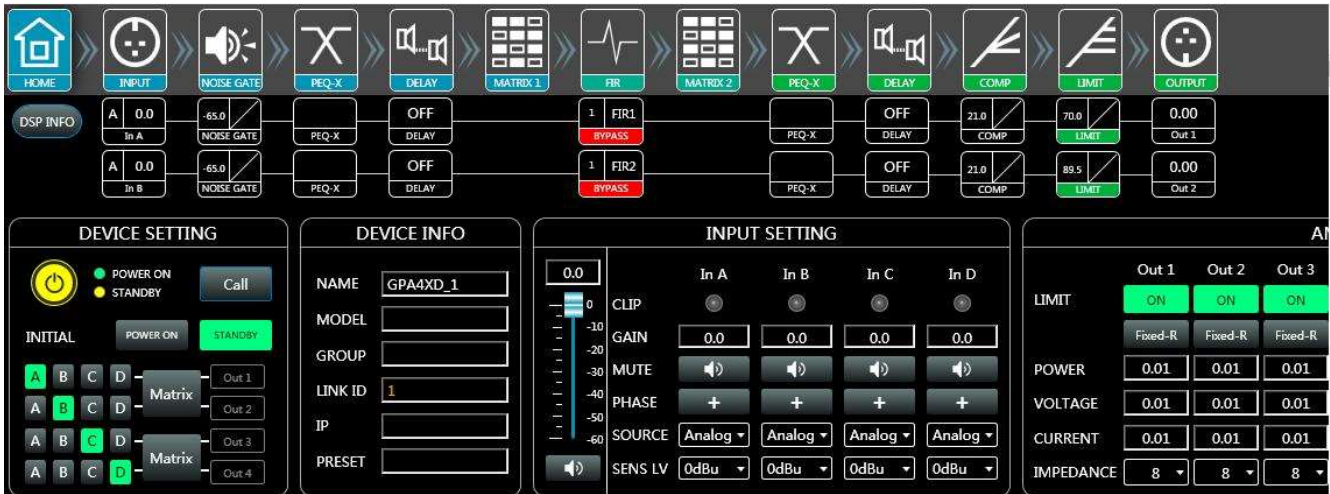 HOME INPUT NOISE GATE PEQ-X DELAY MATRIX 1 FIR MATRIX 2 PEQ-X DELAY COMP LIMIT OUTPUT
DSP INFO
A 0.0 -65.0 OFF 1 FIR1 OFF 21.0 70.0 0.00
In A NOISE GATE PEQ-X DELAY BYPASS PEQ-X DELAY COMP LIMIT Out 1
A 0.0 -65.0 OFF 1 FIR2 OFF 21.0 89.5 0.00
In B NOISE GATE PEQ-X DELAY BYPASS PEQ-X DELAY COMP LIMIT Out 2
DEVICE SETTING
POWER ON
STANDBY
Call
INITIAL POWER ON STANDBY
A B C D Matrix Out 1
A B C D Out 2
A B C D Matrix Out 3
A B C D Out 4
DEVICE INFO
NAME GPA4XD_1
MODEL
GROUP
LINK ID 1
IP
PRESET
INPUT SETTING
0.0
0
-10
-20
-30
-40
-50
-60
In A In B In C In D
CLIP
GAIN 0.0 0.0 0.0 0.0
MUTE
PHASE + + + +
SOURCE Analog Analog Analog Analog
SENS LV 0dBu 0dBu 0dBu 0dBu
Out 1 Out 2 Out 3
LIMIT ON ON ON
Fixed-R Fixed-R Fixed-R
POWER 0.01 0.01 0.01
VOLTAGE 0.01 0.01 0.01
CURRENT 0.01 0.01 0.01
IMPEDANCE 8 8 8